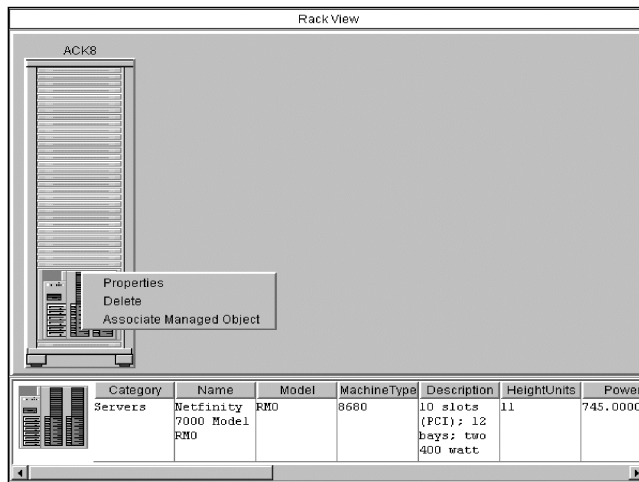 Rack View
ACK8
Properties
Delete
Associate Managed Object
Category Name Model MachineType Description HeightUnits Power
Servers Netfinity RM0 8680 10 slots 11 745.0000
7000 Model (PCI); 12
RM0 bays; two
400 watt